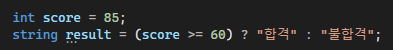 int score = 85;
string result = (score >= 60) ? "합격" : "불합격";